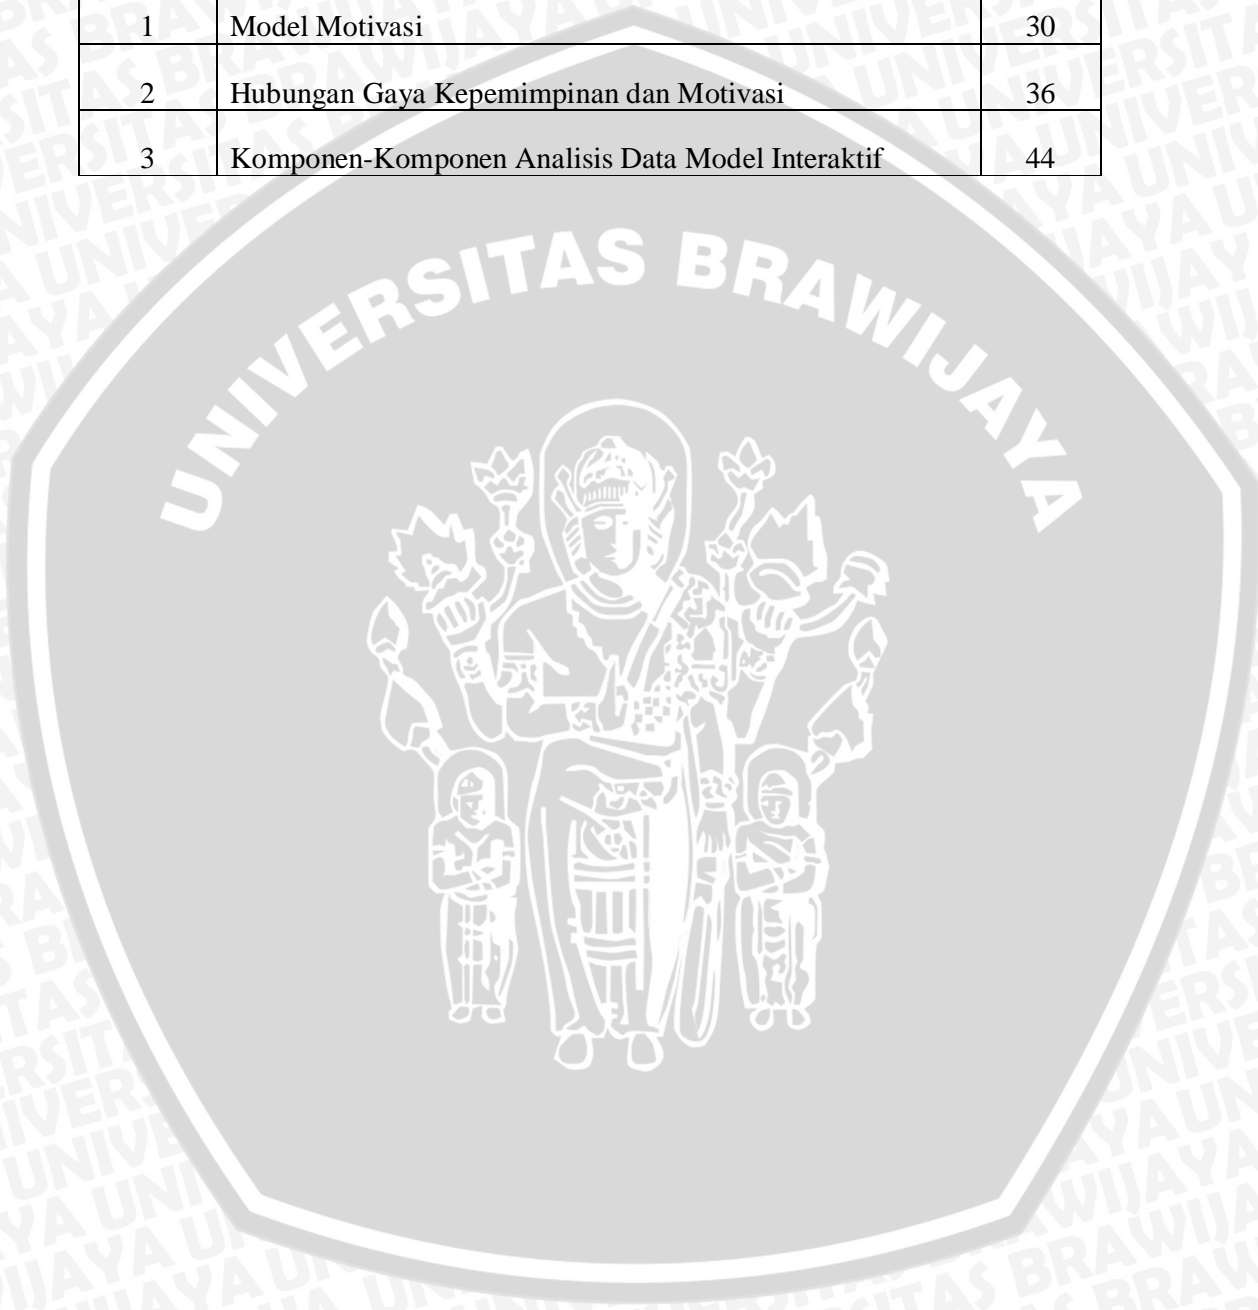 1 Model Motivasi 30
2 Hubungan Gaya Kepemimpinan dan Motivasi 36
3 Komponen-Komponen Analisis Data Model Interaktif 44
UNIVERSITAS BRAWIJAYA